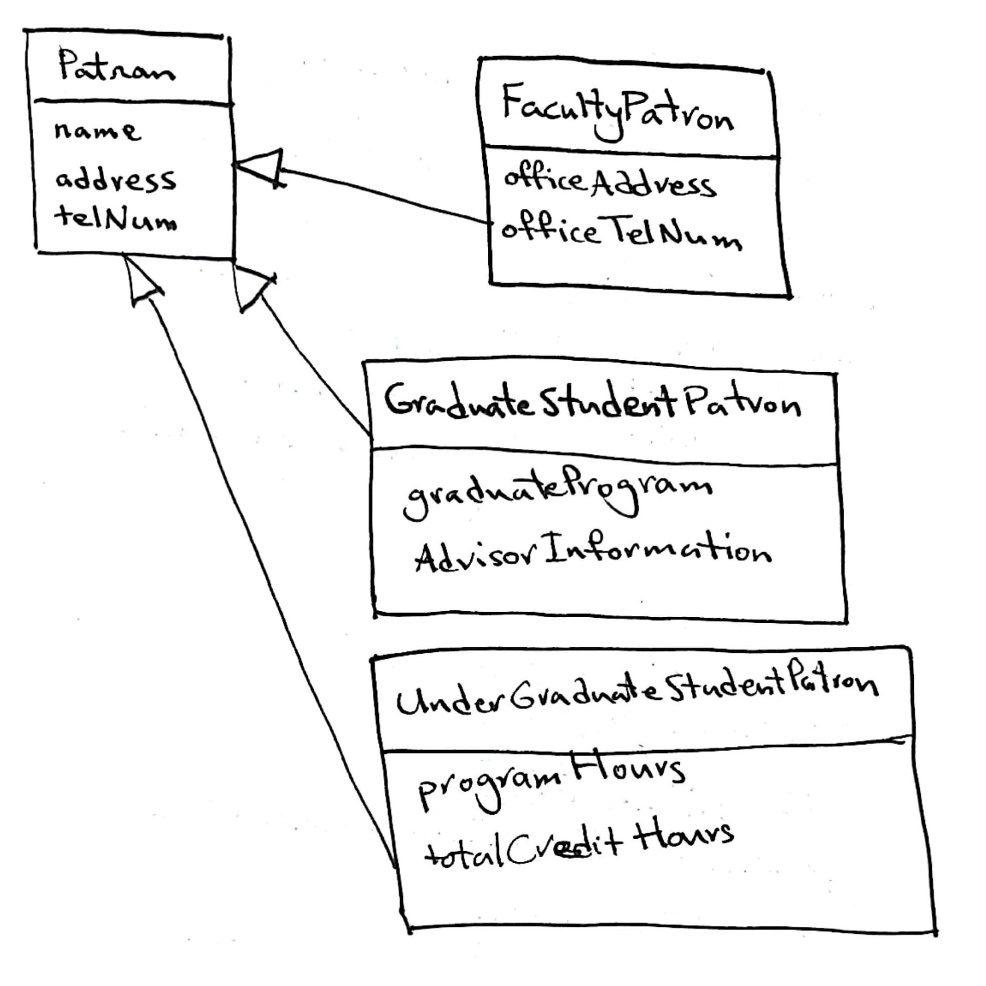 Patron
name
address
telNum
FacultyPatron
officeAddress
officeTelNum
GraduateStudentPatron
graduateProgram
AdvisorInformation
UnderGraduateStudentPatron
programHours
totalCreditHours